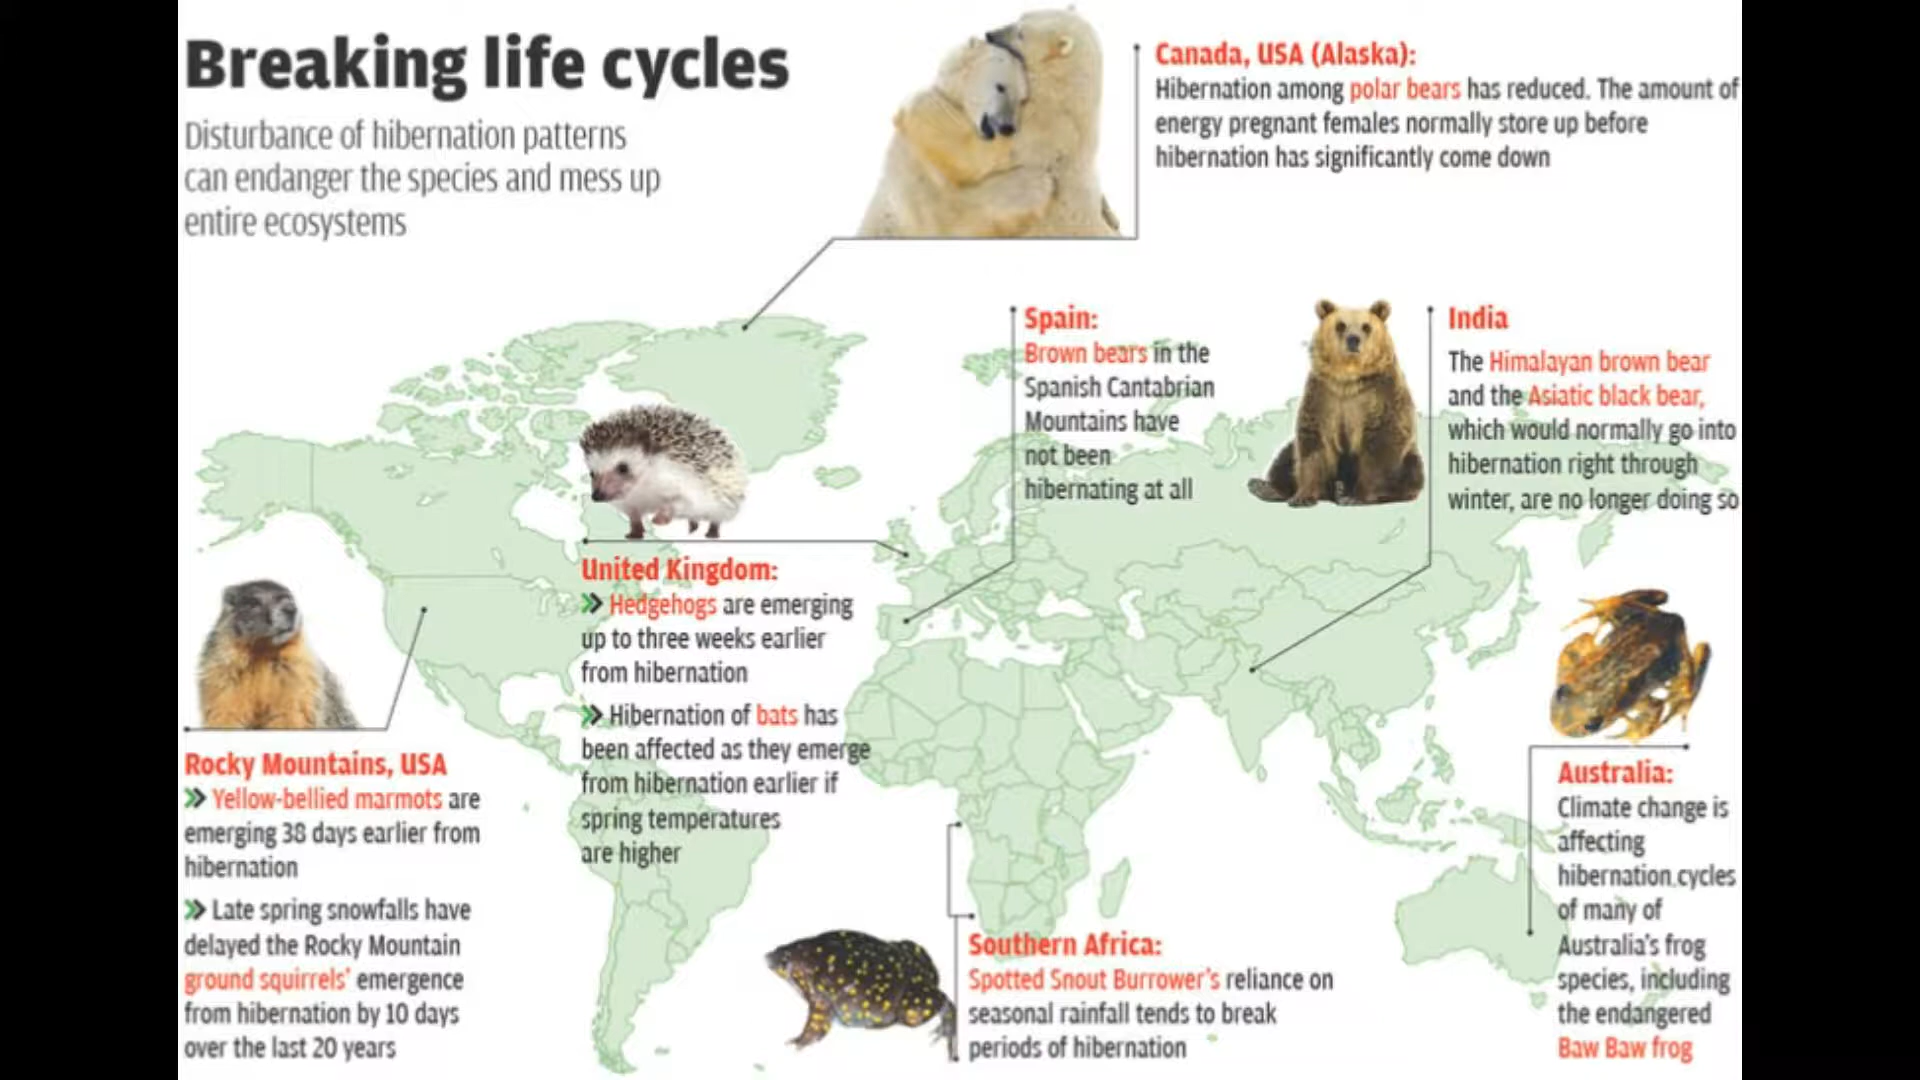 Breaking life cycles
Disturbance of hibernation patterns
can endanger the species and mess up
entire ecosystems
Canada, USA (Alaska):
Hibernation among polar bears has reduced. The amount of
energy pregnant females normally store up before
hibernation has significantly come down
Spain:
Brown bears in the
Spanish Cantabrian
Mountains have
not been
hibernating at all
India
The Himalayan brown bear
and the Asiatic black bear,
which would normally go into
hibernation right through
winter, are no longer doing so
United Kingdom:
» Hedgehogs are emerging
up to three weeks earlier
from hibernation
» Hibernation of bats has
been affected as they emerge
from hibernation earlier if
spring temperatures
are higher
Rocky Mountains, USA
» Yellow-bellied marmots are
emerging 38 days earlier from
hibernation
» Late spring snowfalls have
delayed the Rocky Mountain
ground squirrels' emergence
from hibernation by 10 days
over the last 20 years
Southern Africa:
Spotted Snout Burrower's reliance on
seasonal rainfall tends to break
periods of hibernation
Australia:
Climate change is
affecting
hibernation cycles
of many of
Australia's frog
species, including
the endangered
Baw Baw frog